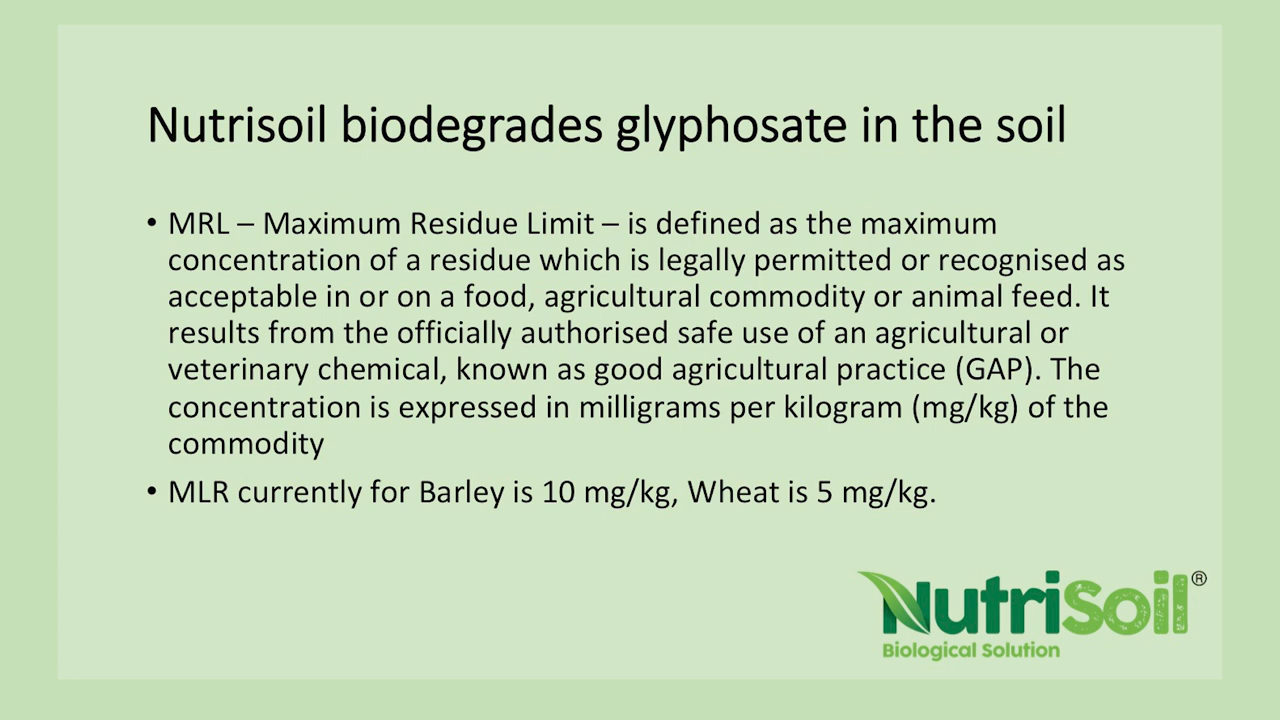 Nutrisoil biodegrades glyphosate in the soil
• MRL – Maximum Residue Limit – is defined as the maximum
concentration of a residue which is legally permitted or recognised as
acceptable in or on a food, agricultural commodity or animal feed. It
results from the officially authorised safe use of an agricultural or
veterinary chemical, known as good agricultural practice (GAP). The
concentration is expressed in milligrams per kilogram (mg/kg) of the
commodity
• MLR currently for Barley is 10 mg/kg, Wheat is 5 mg/kg.
NutriSoil®
Biological Solution